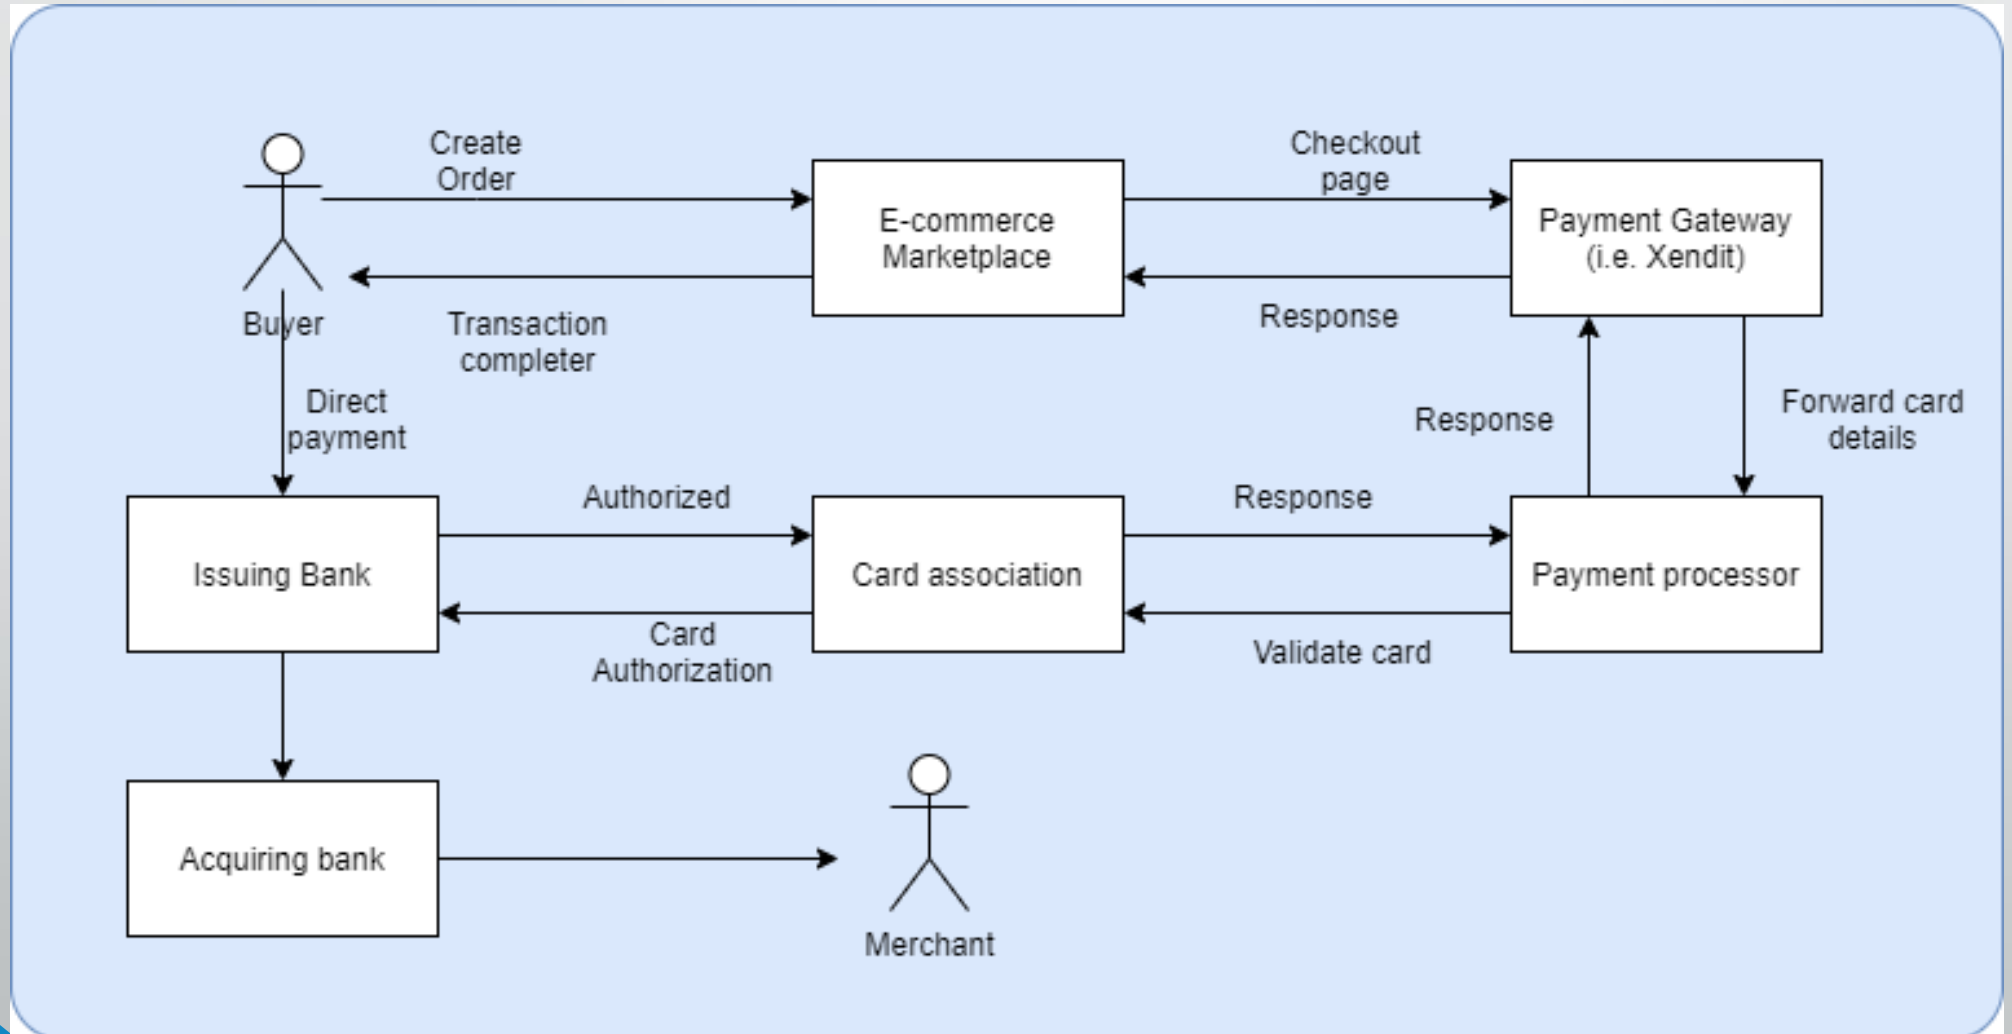 Create
Order
Checkout
page
E-commerce
Marketplace
Payment Gateway
(i.e. Xendit)
Buyer
Transaction
completer
Response
Direct
payment
Response
Forward card
details
Authorized
Response
Issuing Bank
Card association
Payment processor
Card
Authorization
Validate card
Acquiring bank
Merchant